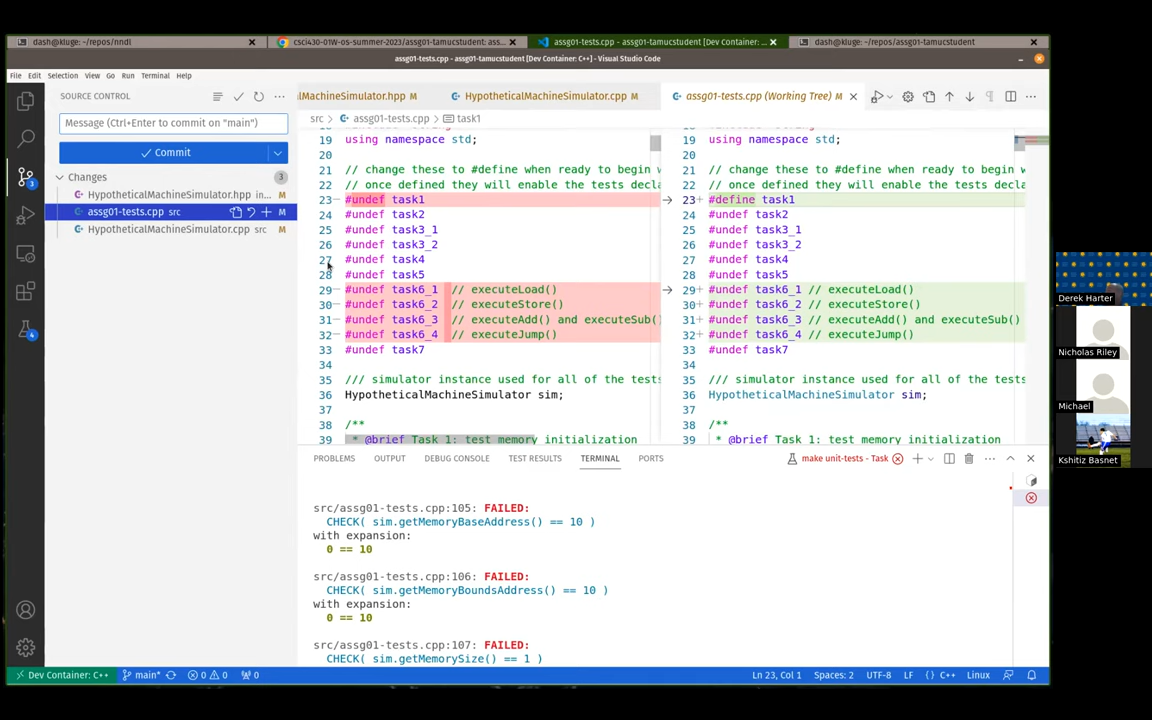 dash@kluge: ~/repos/nndl
csci430-01W-os-summer-2023/assg01-tamucstudent: ass...
assg01-tests.cpp - assg01-tamucstudent [Dev Container: ...
dash@kluge: ~/repos/assg01-tamucstudent
assg01-tests.cpp - assg01-tamucstudent [Dev Container: C++] - Visual Studio Code
File Edit Selection View Go Run Terminal Help
SOURCE CONTROL
lMachineSimulator.hpp M
HypotheticalMachineSimulator.cpp M
assg01-tests.cpp (Working Tree) M
src > assg01-tests.cpp > task1
Message (Ctrl+Enter to commit on "main")
Commit
Changes 3
HypotheticalMachineSimulator.hpp in... M
assg01-tests.cpp src M
HypotheticalMachineSimulator.cpp src M
3
4
19 using namespace std;
20
21 // change these to #define when ready to begin w
22 // once defined they will enable the tests decla
23 #undef task1
24 #undef task2
25 #undef task3_1
26 #undef task3_2
27 #undef task4
28 #undef task5
29 #undef task6_1 // executeLoad()
30 #undef task6_2 // executeStore()
31 #undef task6_3 // executeAdd() and executeSub()
32 #undef task6_4 // executeJump()
33 #undef task7
34
35 /// simulator instance used for all of the tests
36 HypotheticalMachineSimulator sim;
37
38 /**
39 * @brief Task 1: test memory initialization
19 using namespace std;
20
21 // change these to #define when ready to begin w
22 // once defined they will enable the tests decla
23+ #define task1
24 #undef task2
25 #undef task3_1
26 #undef task3_2
27 #undef task4
28 #undef task5
29+ #undef task6_1 // executeLoad()
30+ #undef task6_2 // executeStore()
31+ #undef task6_3 // executeAdd() and executeSub()
32+ #undef task6_4 // executeJump()
33 #undef task7
34
35 /// simulator instance used for all of the tests
36 HypotheticalMachineSimulator sim;
37
38 /**
39 * @brief Task 1: test memory initialization
PROBLEMS OUTPUT DEBUG CONSOLE TEST RESULTS TERMINAL PORTS
make unit-tests - Task
src/assg01-tests.cpp:105: FAILED:
CHECK( sim.getMemoryBaseAddress() == 10 )
with expansion:
0 == 10
src/assg01-tests.cpp:106: FAILED:
CHECK( sim.getMemoryBoundsAddress() == 10 )
with expansion:
0 == 10
src/assg01-tests.cpp:107: FAILED:
CHECK( sim.getMemorySize() == 1 )
Dev Container: C++ main* 0 0 0
Ln 23, Col 1 Spaces: 2 UTF-8 LF {} C++ Linux
Derek Harter
Nicholas Riley
Michael
Kshitiz Basnet